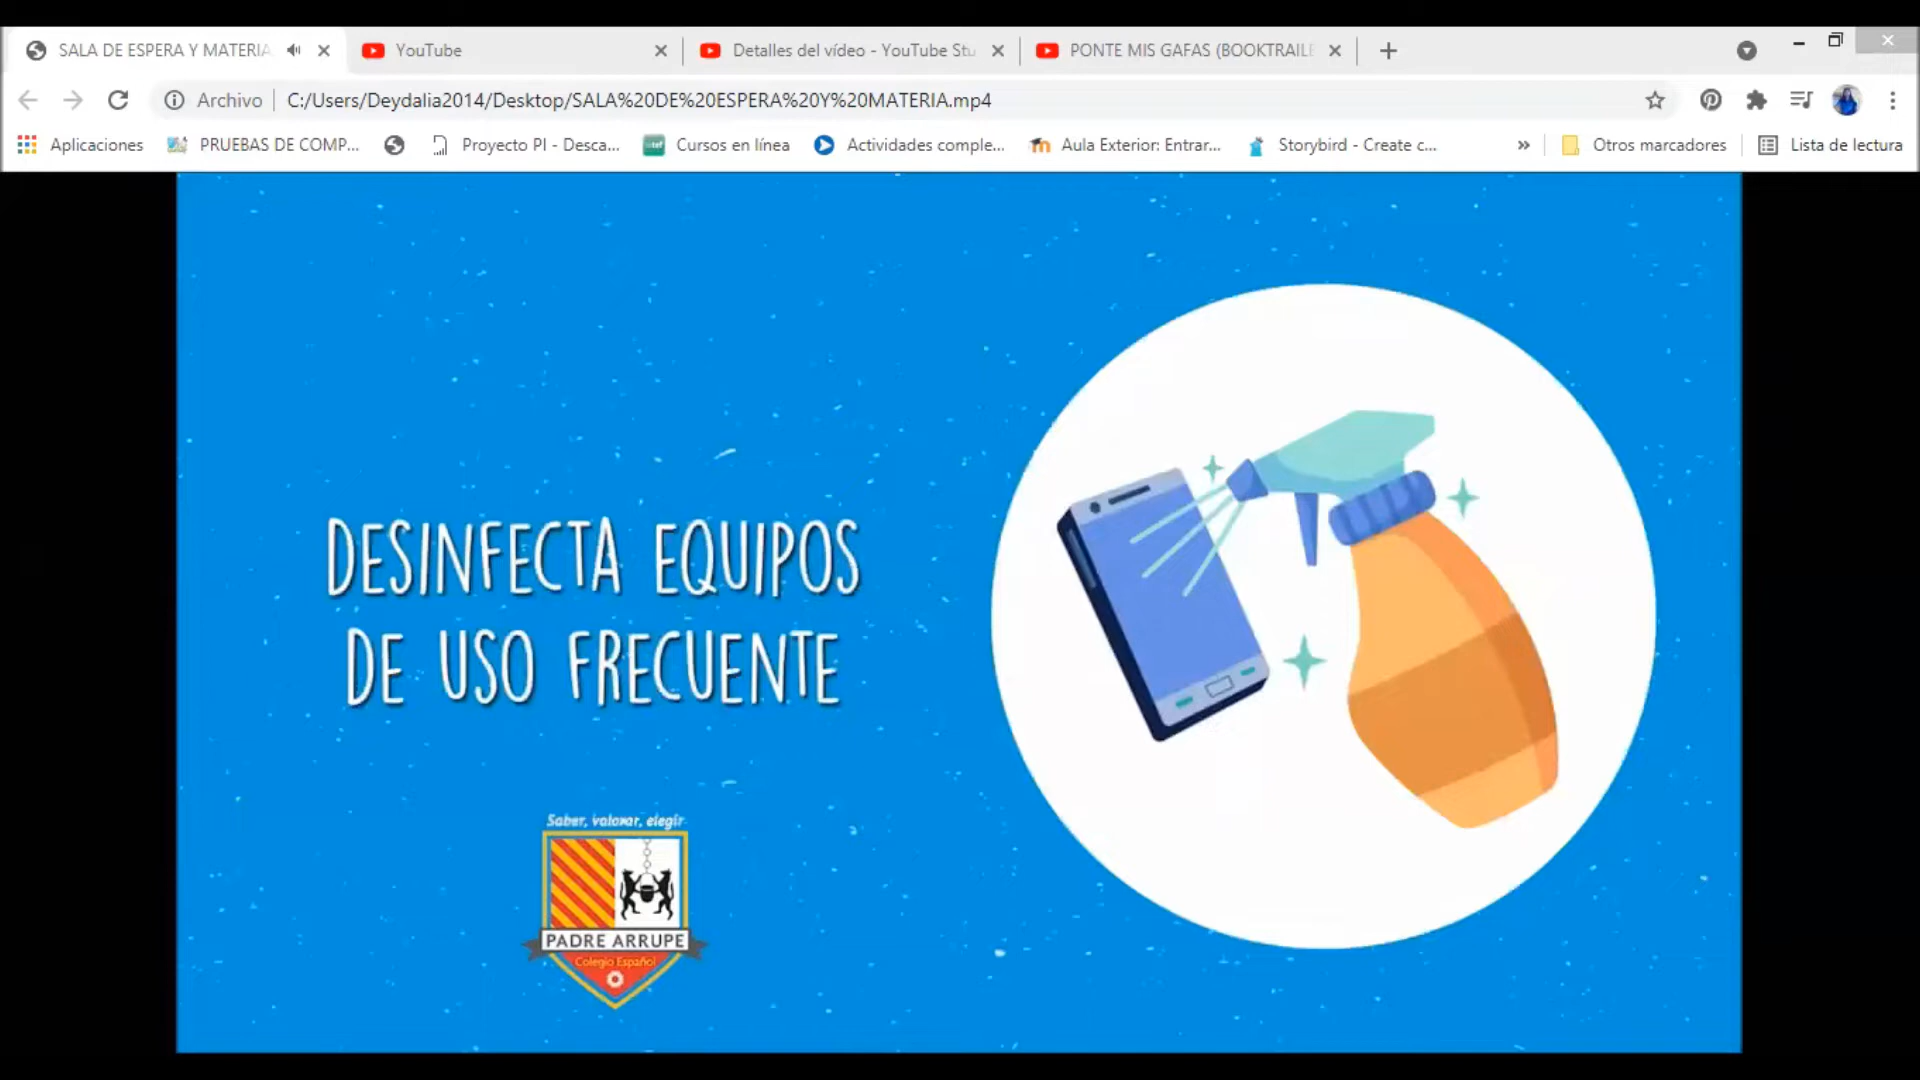 SALA DE ESPERA Y MATERIA
YouTube
Detalles del vídeo - YouTube Stu
PONTE MIS GAFAS (BOOKTRAILE
Archivo
C:/Users/Deydalia2014/Desktop/SALA%20DE%20ESPERA%20Y%20MATERIA.mp4
Aplicaciones
PRUEBAS DE COMP...
Proyecto PI - Desca...
Cursos en línea
Actividades comple...
Aula Exterior: Entrar...
Storybird - Create c...
»
Otros marcadores
Lista de lectura
DESINFECTA EQUIPOS
DE USO FRECUENTE
Saber, valorar, elegir
PADRE ARRUPE
Colegio Español